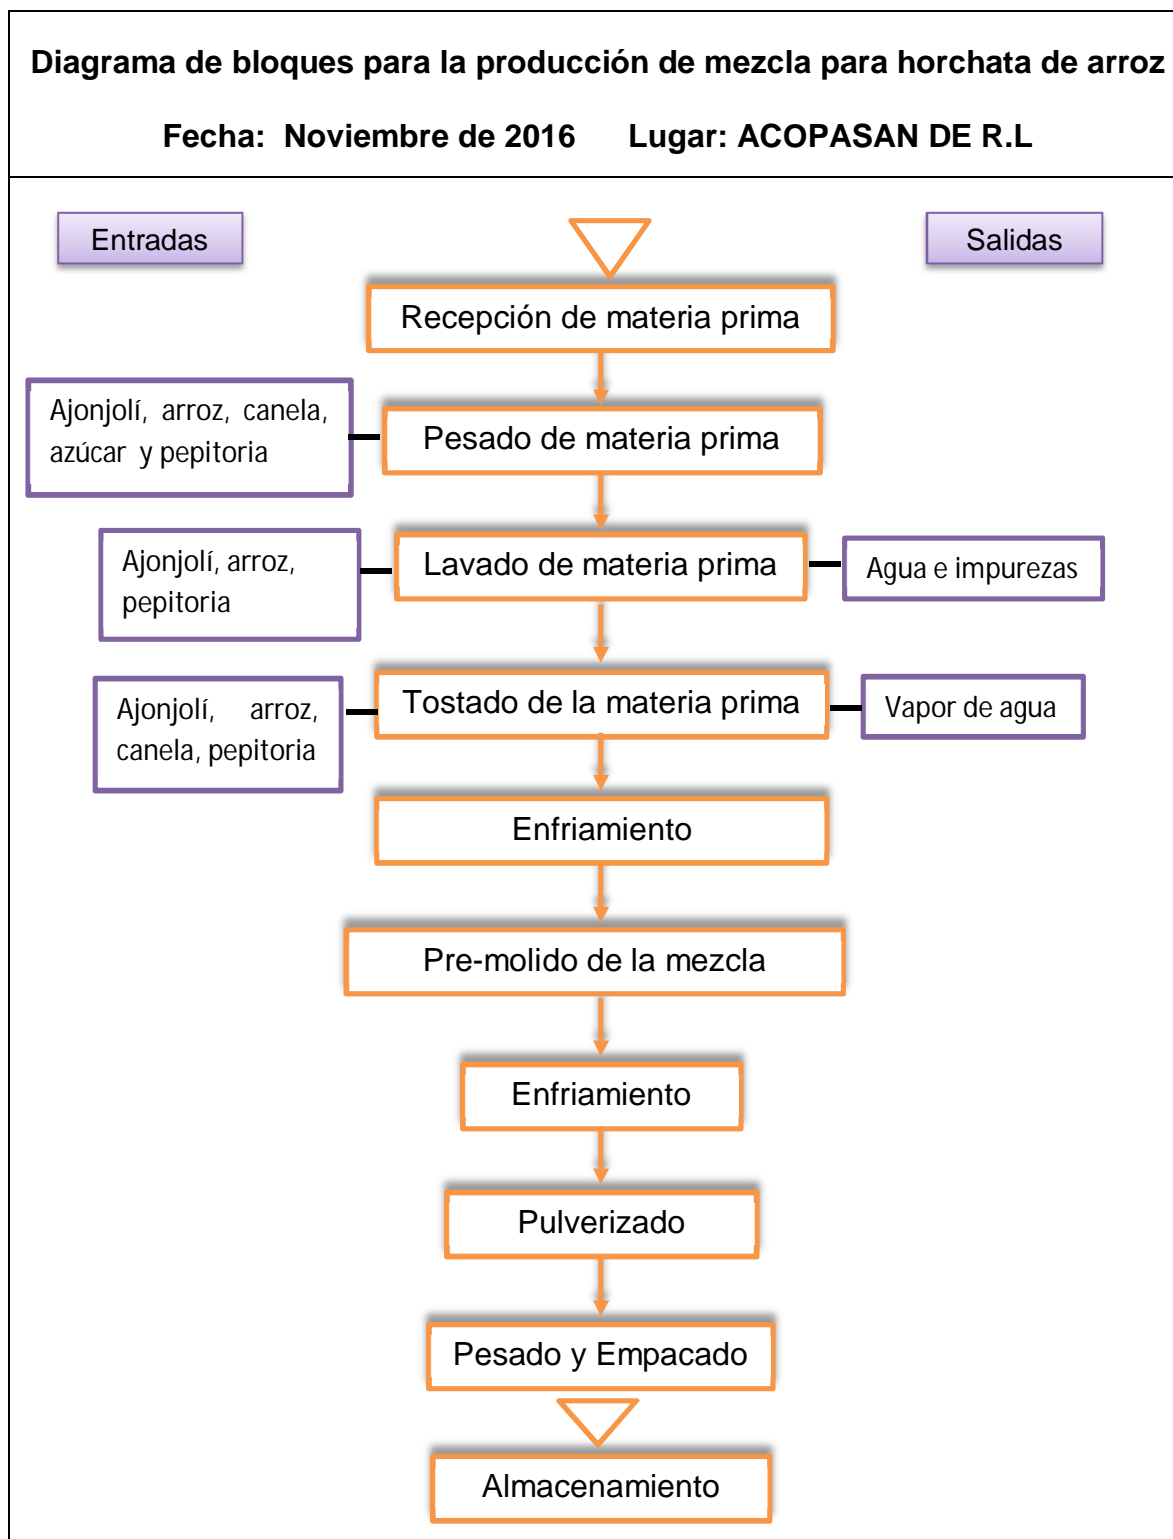 Diagrama de bloques para la producción de mezcla para horchata de arroz
Fecha: Noviembre de 2016 Lugar: ACOPASAN DE R.L
Entradas
Salidas
Recepción de materia prima
Ajonjolí, arroz, canela,
azúcar y pepitoria
Pesado de materia prima
Ajonjolí, arroz,
pepitoria
Lavado de materia prima
Agua e impurezas
Ajonjolí, arroz,
canela, pepitoria
Tostado de la materia prima
Vapor de agua
Enfriamiento
Pre-molido de la mezcla
Enfriamiento
Pulverizado
Pesado y Empacado
Almacenamiento